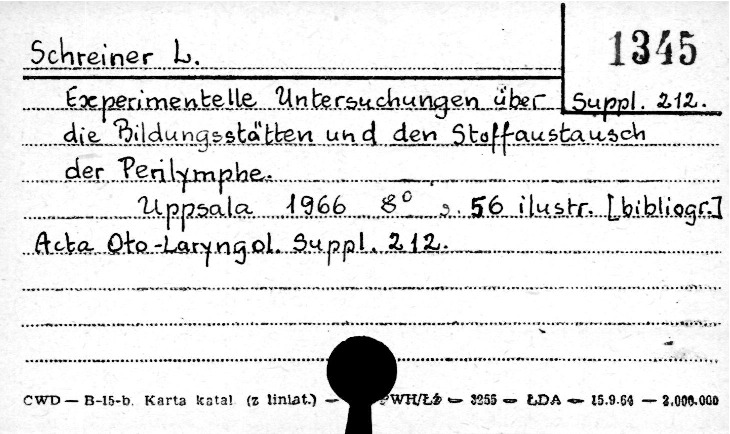 Schreiner L.
1345
Experimentelle Untersuchungen über Suppl. 212.
die Bildungsstätten und den Stoffaustausch
der Perilymphe.
Uppsala 1966 8° s. 56 ilustr. [bibliogr.]
Acta Oto-Laryngol. Suppl. 212.
CWD — B-15-b. Karta katal. (z liniat.) — PWH/Łd — 3255 — ŁDA — 15.9.64 — 2.000.000